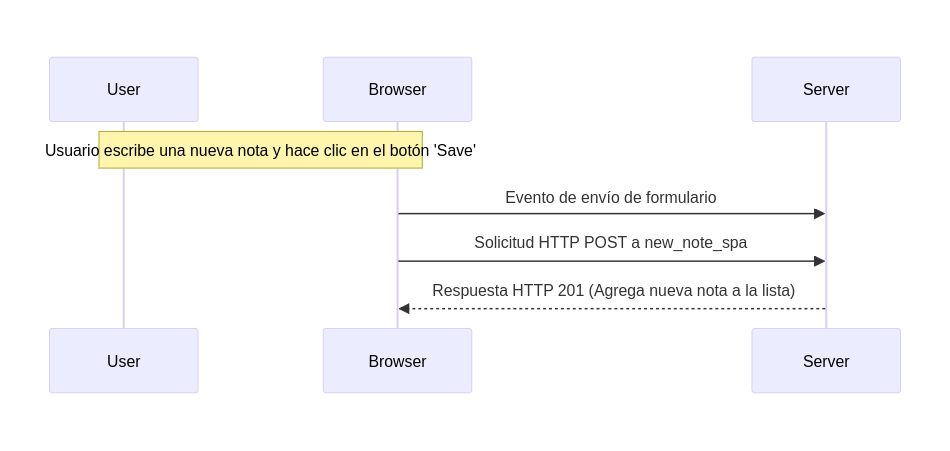 User
Browser
Server
Usuario escribe una nueva nota y hace clic en el botón 'Save'
Evento de envío de formulario
Solicitud HTTP POST a new_note_spa
Respuesta HTTP 201 (Agrega nueva nota a la lista)
User
Browser
Server